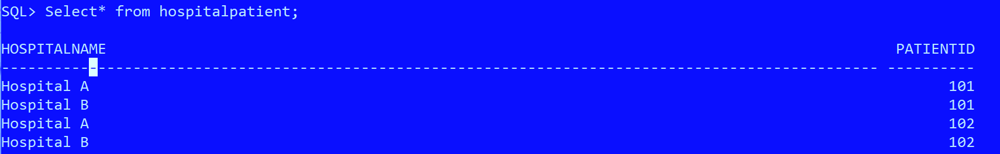 SQL> Select* from hospitalpatient;
HOSPITALNAME PATIENTID
---------------------------------------------------------------------------------------------------- ----------
Hospital A 101
Hospital B 101
Hospital A 102
Hospital B 102